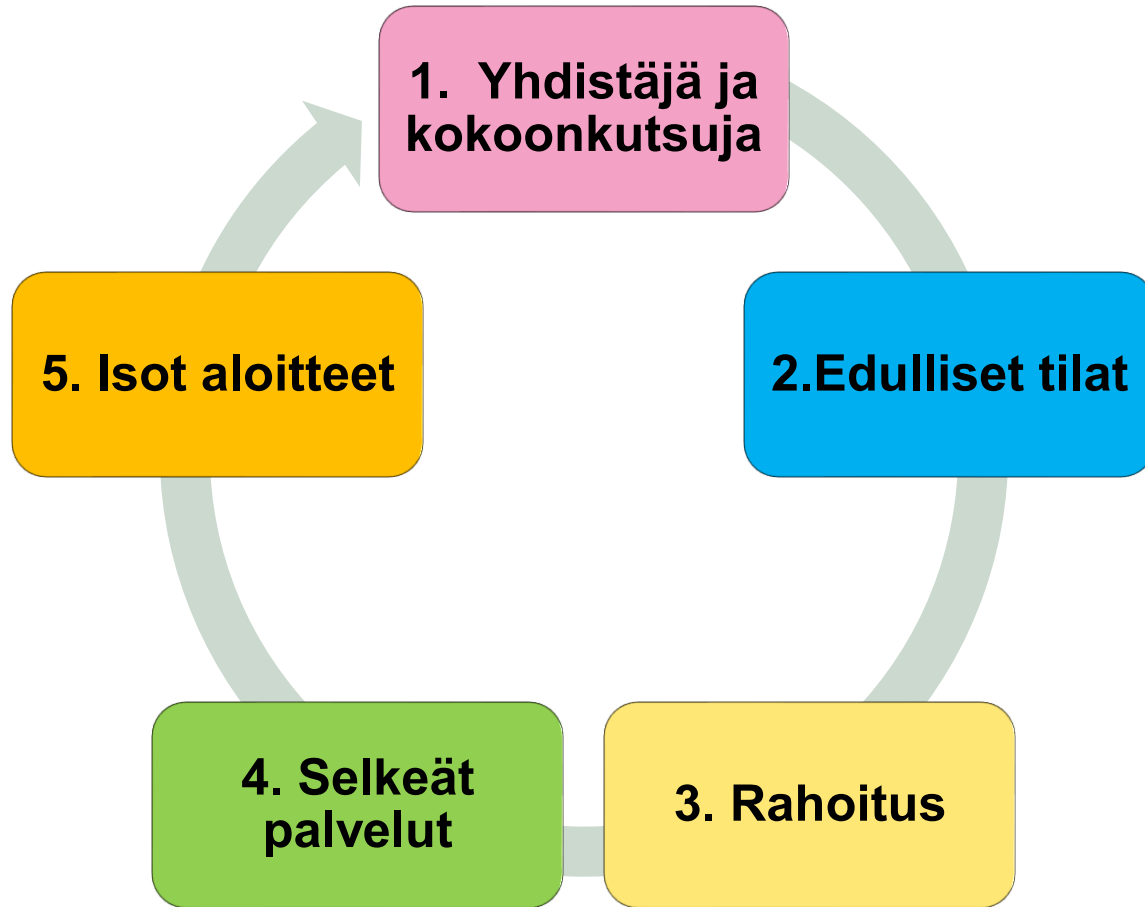 1. Yhdistäjä ja
kokoonkutsuja
2.Edulliset tilat
3. Rahoitus
4. Selkeät
palvelut
5. Isot aloitteet